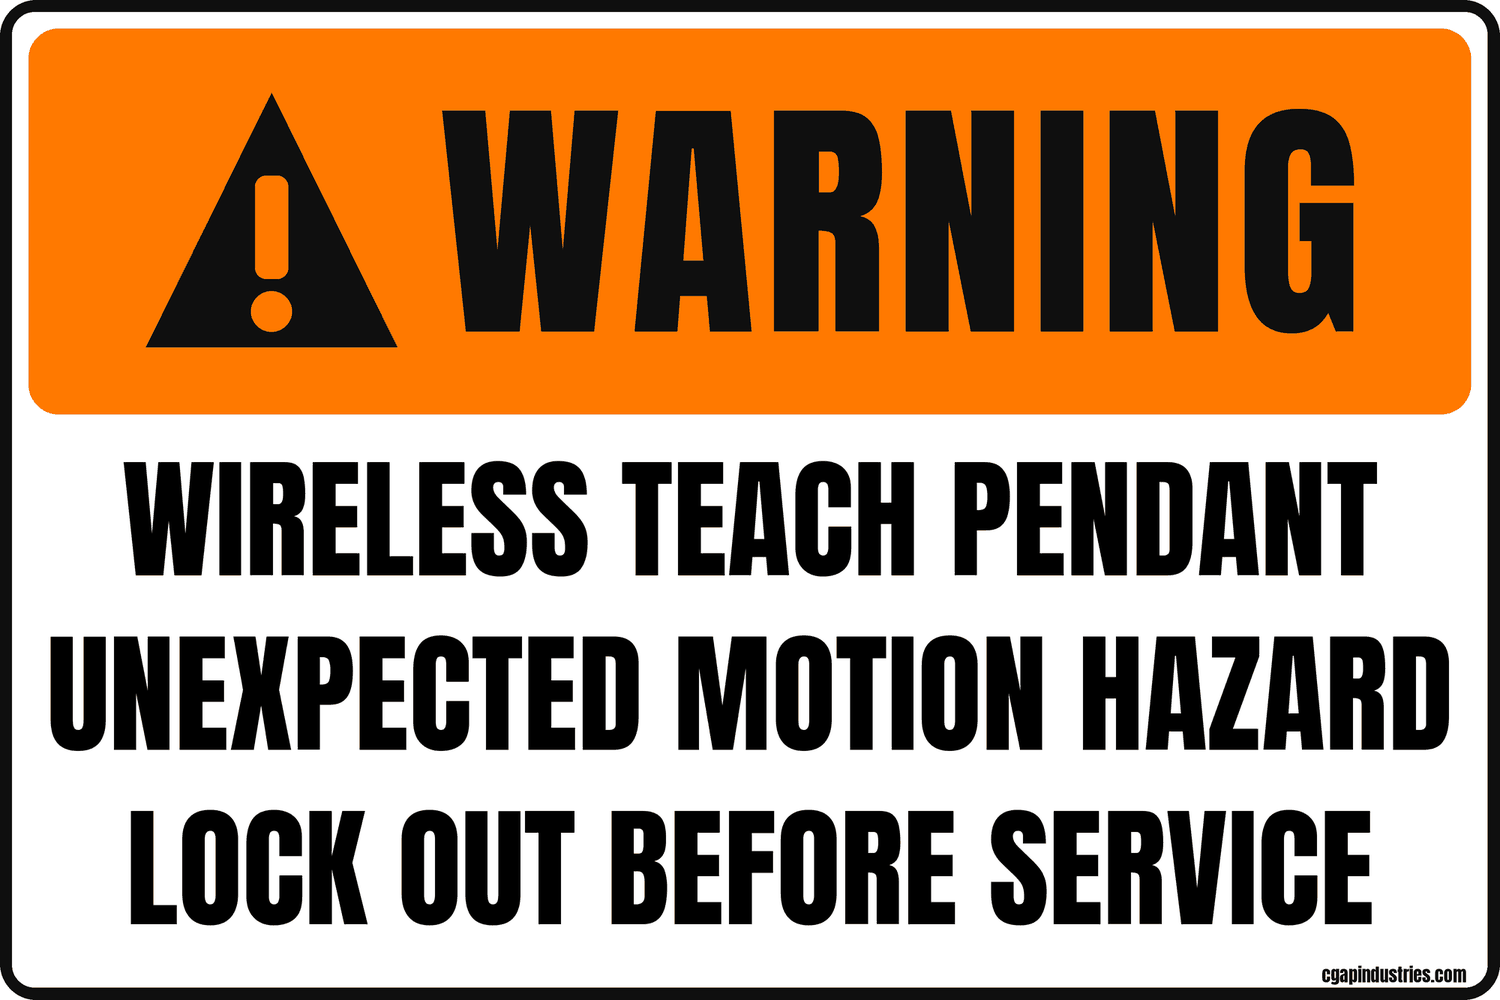 WARNING
WIRELESS TEACH PENDANT
UNEXPECTED MOTION HAZARD
LOCK OUT BEFORE SERVICE
cgapindustries.com